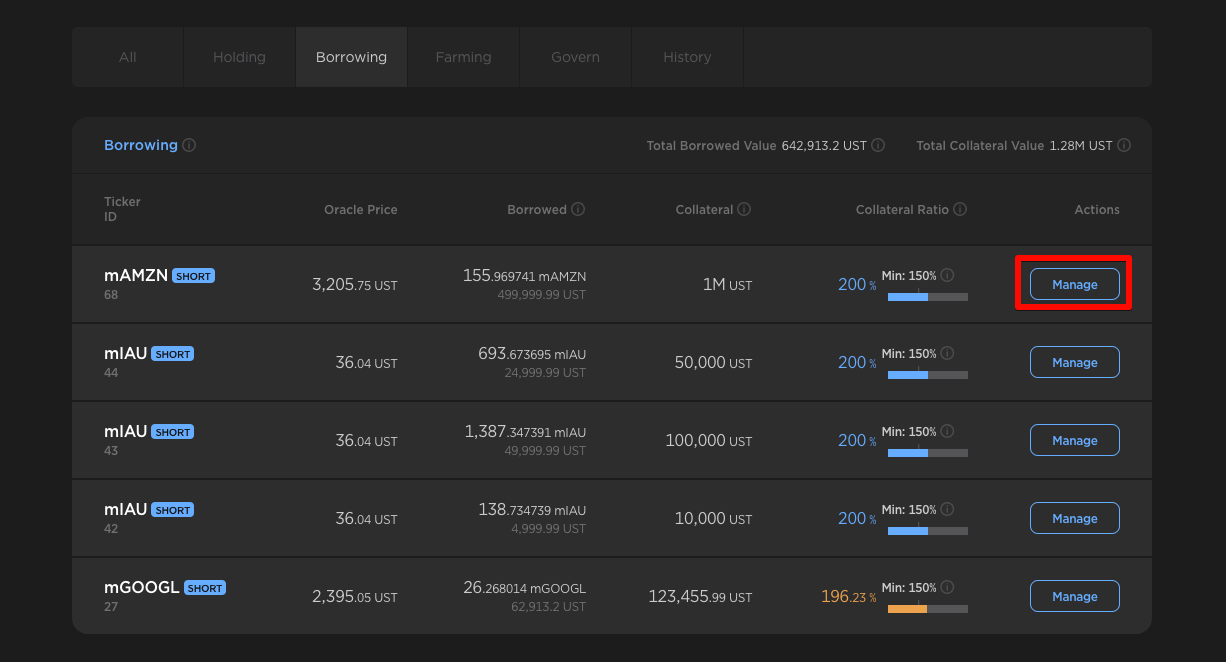 All Holding Borrowing Farming Govern History
Borrowing Total Borrowed Value 642,913.2 UST Total Collateral Value 1.28M UST
Ticker
ID
Oracle Price Borrowed Collateral Collateral Ratio Actions
mAMZN SHORT
68
3,205.75 UST
155.969741 mAMZN
499,999.99 UST
1M UST
200 %
Min: 150%
Manage
mIAU SHORT
44
36.04 UST
693.673695 mIAU
24,999.99 UST
50,000 UST
200 %
Min: 150%
Manage
mIAU SHORT
43
36.04 UST
1,387.347391 mIAU
49,999.99 UST
100,000 UST
200 %
Min: 150%
Manage
mIAU SHORT
42
36.04 UST
138.734739 mIAU
4,999.99 UST
10,000 UST
200 %
Min: 150%
Manage
mGOOGL SHORT
27
2,395.05 UST
26.268014 mGOOGL
62,913.2 UST
123,455.99 UST
196.23 %
Min: 150%
Manage